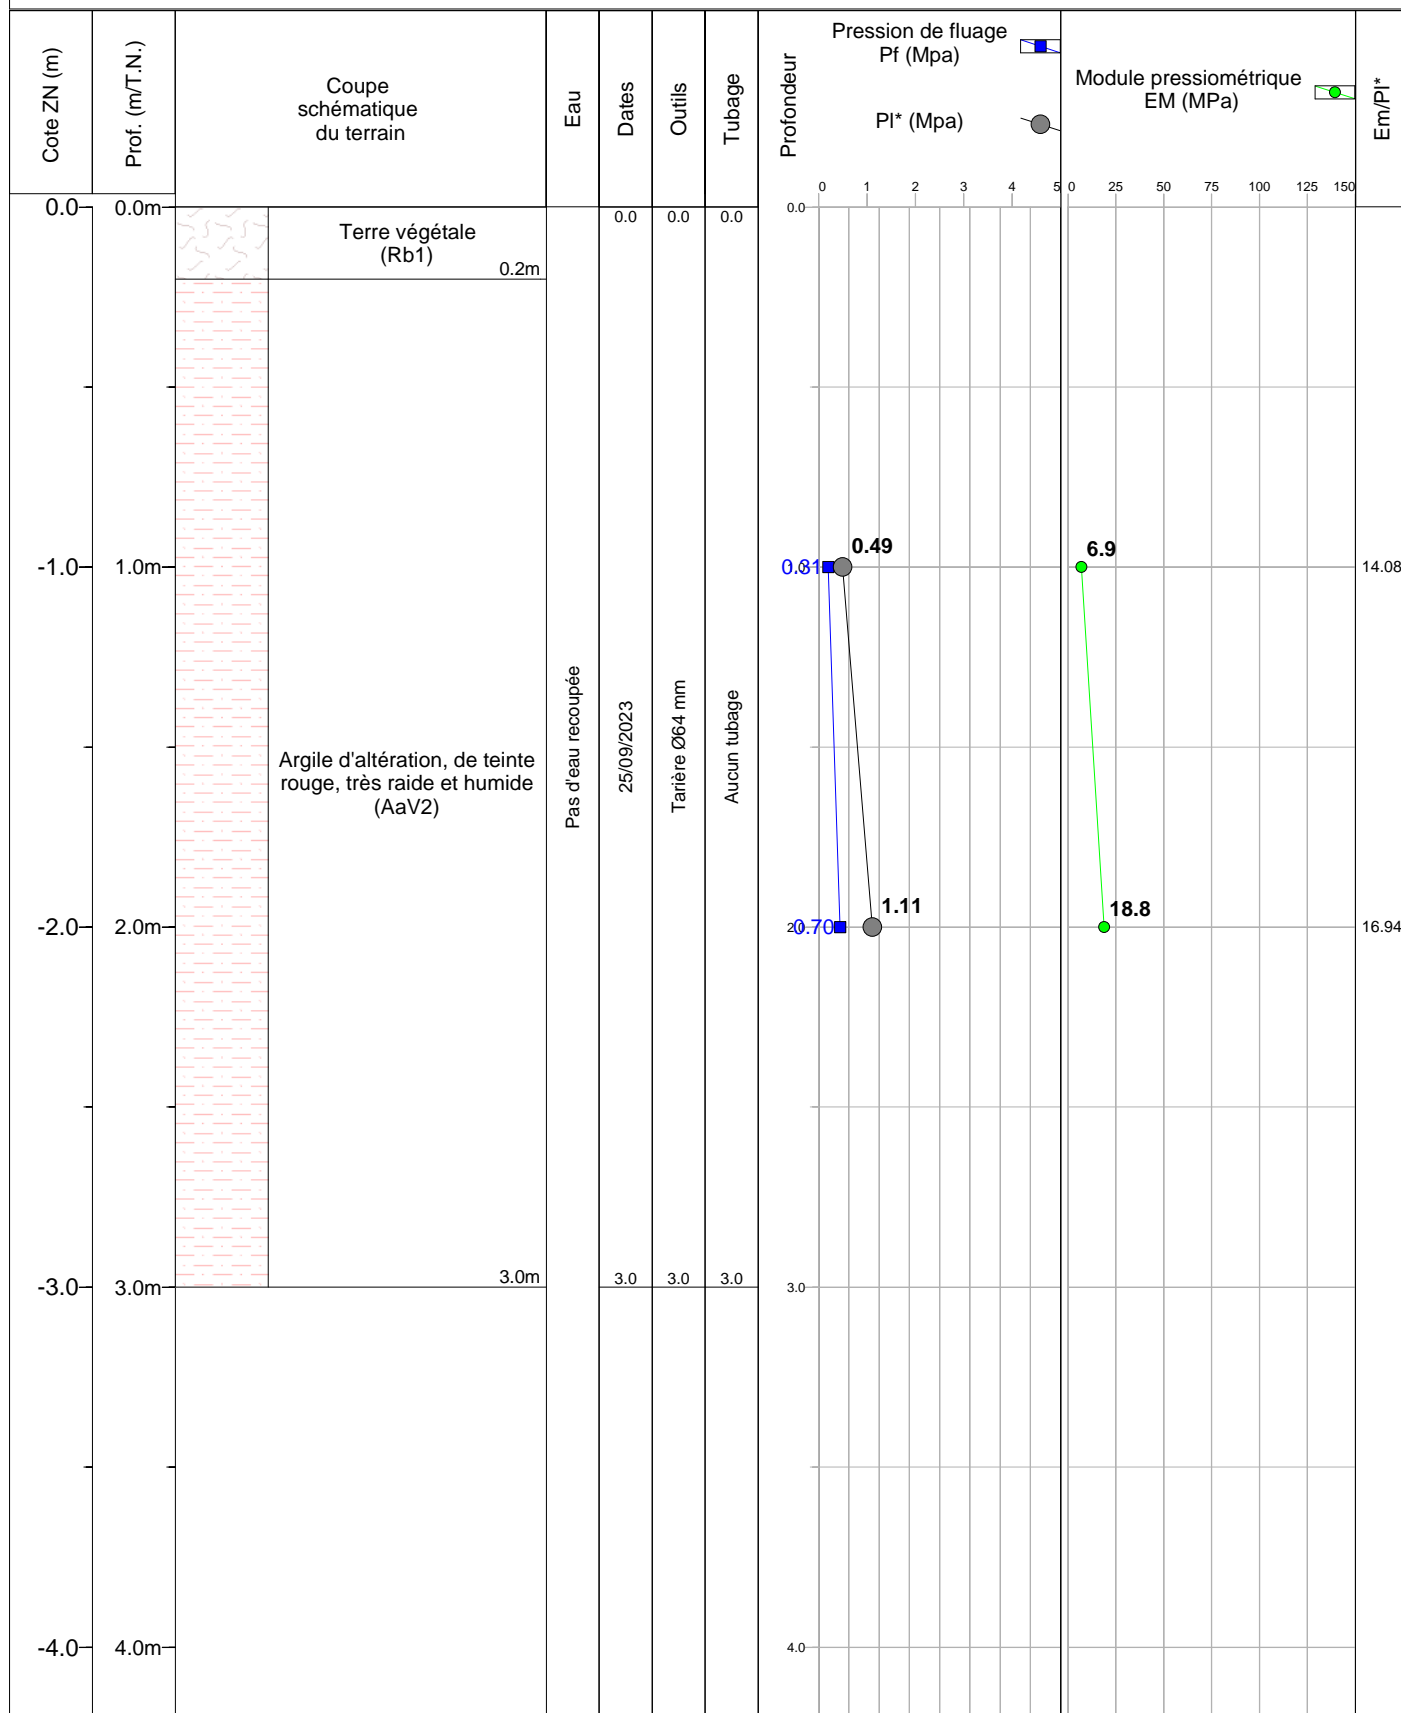 Cote ZN (m)
Prof. (m/T.N.)
Coupe
schématique
du terrain
Eau
Dates
Outils
Tubage
Profondeur
Pression de fluage
Pf (Mpa)
Pl* (Mpa)
Module pressiométrique
EM (MPa)
Em/Pl*
0 1 2 3 4 5
0 25 50 75 100 125 150
0.0 0.0m
Terre végétale
(Rb1)
0.2m
0.0 0.0 0.0
0.0
-1.0 1.0m
0.31
1.0
0.49
6.9
14.08
Argile d'altération, de teinte
rouge, très raide et humide
(AaV2)
Pas d'eau recoupée
25/09/2023
Tarière Ø64 mm
Aucun tubage
-2.0 2.0m
2.0
0.70
1.11
18.8
16.94
-3.0 3.0m
3.0m
3.0 3.0 3.0
3.0
-4.0 4.0m
4.0